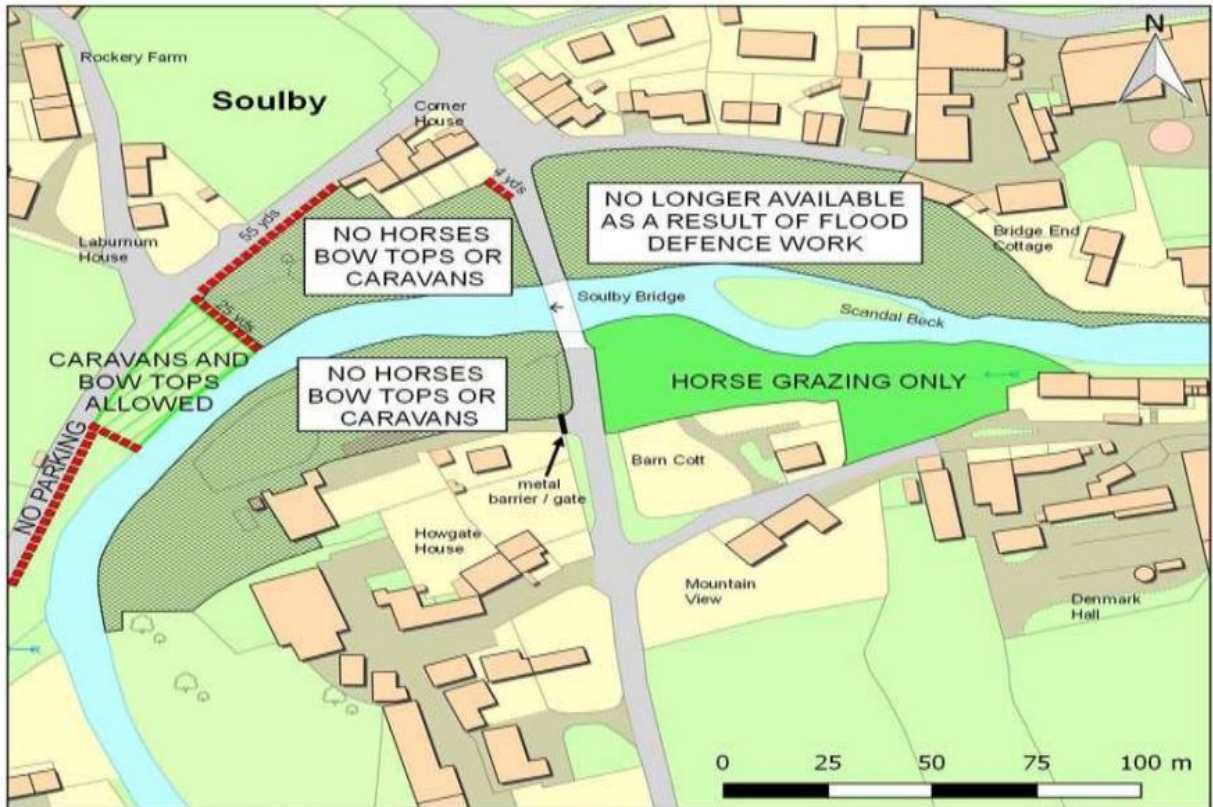 N
Rockery Farm
Soulby
Corner
House
4 yds
55 yds
NO LONGER AVAILABLE
AS A RESULT OF FLOOD
DEFENCE WORK
NO HORSES
BOW TOPS OR
CARAVANS
Laburnum
House
Bridge End
Cottage
25 yds
Soulby Bridge
Scandal Beck
CARAVANS AND
BOW TOPS
ALLOWED
NO HORSES
BOW TOPS OR
CARAVANS
HORSE GRAZING ONLY
NO PARKING
Barn Cott
metal
barrier / gate
Howgate
House
Mountain
View
Denmark
Hall
0 25 50 75 100 m